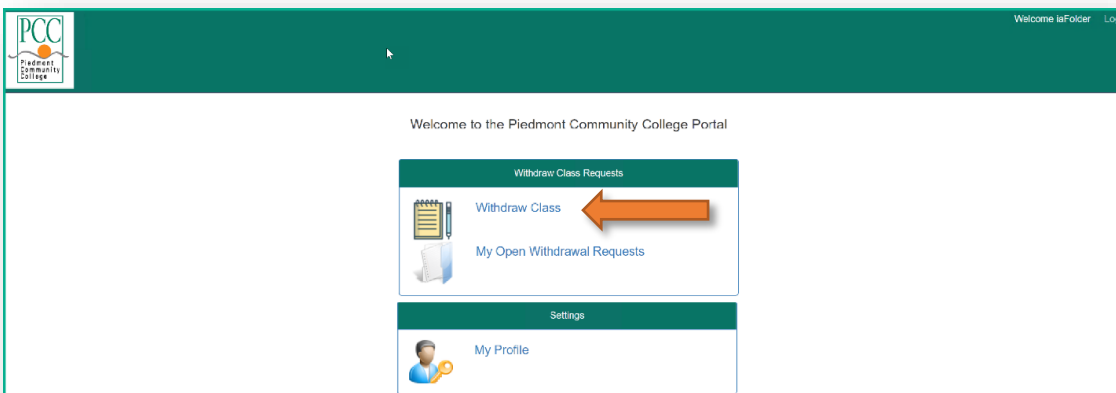 PCC
Piedmont
Community
College
Welcome iaFolder
Welcome to the Piedmont Community College Portal
Withdraw Class Requests
Withdraw Class
My Open Withdrawal Requests
Settings
My Profile